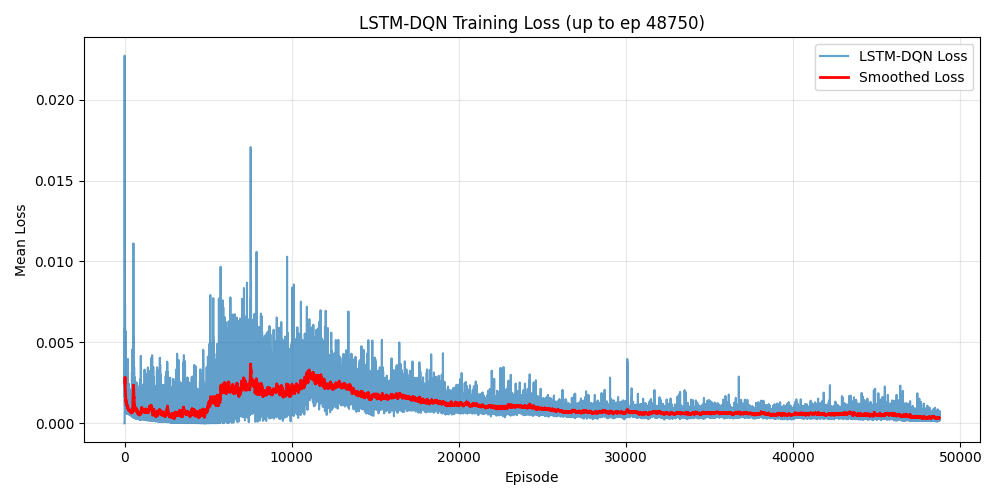 LSTM-DQN Training Loss (up to ep 48750)
LSTM-DQN Loss
Smoothed Loss
Mean Loss
0.020
0.015
0.010
0.005
0.000
0 10000 20000 30000 40000 50000
Episode